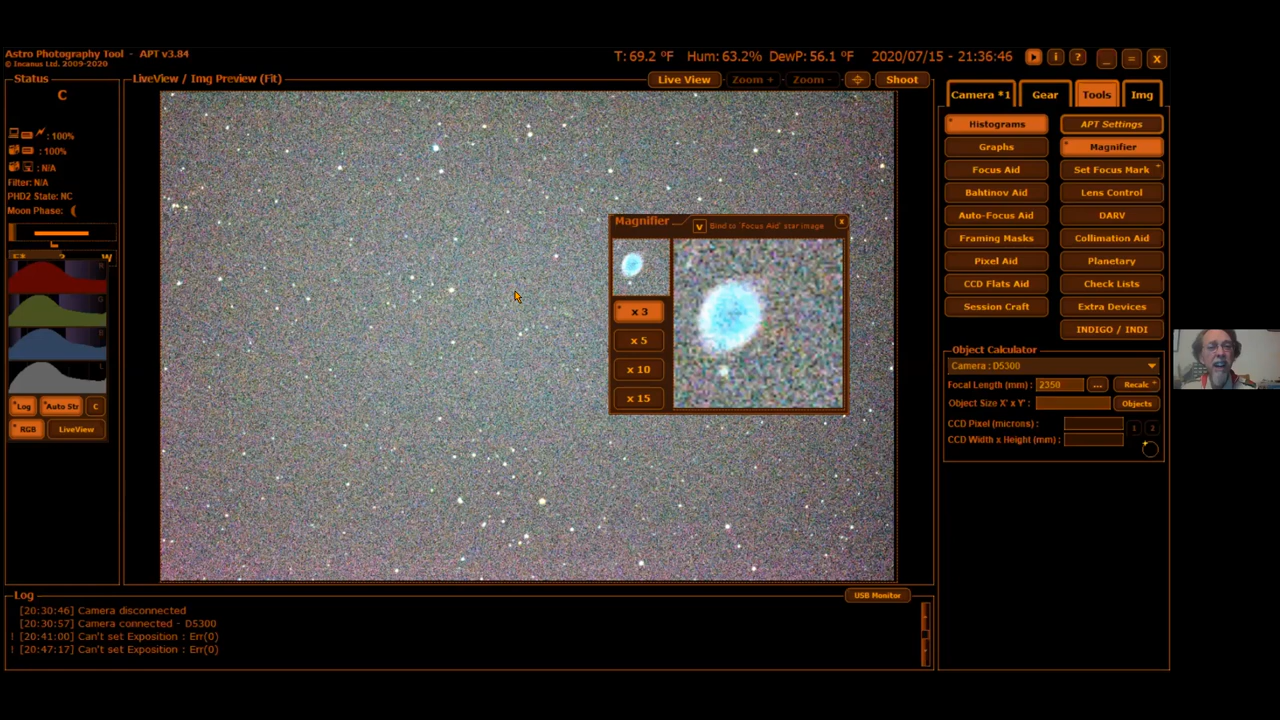 Astro Photography Tool - APT v3.84
© Incanus Ltd. 2009-2020
T: 69.2 ºF Hum: 63.2% DewP: 56.1 ºF 2020/07/15 - 21:36:46
i ? _ = x
Status
C
: 100%
: 100%
: N/A
Filter: N/A
PHD2 State: NC
Moon Phase:
W
R
G
B
L
Log Auto Str C
RGB LiveView
LiveView / Img Preview (Fit)
Live View Zoom + Zoom - Shoot
Magnifier V Bind to 'Focus Aid' star image x
x 3
x 5
x 10
x 15
Camera *1 Gear Tools Img
Histograms APT Settings
Graphs Magnifier
Focus Aid Set Focus Mark
Bahtinov Aid Lens Control
Auto-Focus Aid DARV
Framing Masks Collimation Aid
Pixel Aid Planetary
CCD Flats Aid Check Lists
Session Craft Extra Devices
INDIGO / INDI
Object Calculator
Camera : D5300
Focal Length (mm) : 2350 ... Recalc
Object Size X' x Y' : Objects
CCD Pixel (microns) : 1 2
CCD Width x Height (mm) :
Log USB Monitor
[20:30:46] Camera disconnected
[20:30:57] Camera connected - D5300
! [20:41:00] Can't set Exposition : Err(0)
! [20:47:17] Can't set Exposition : Err(0)